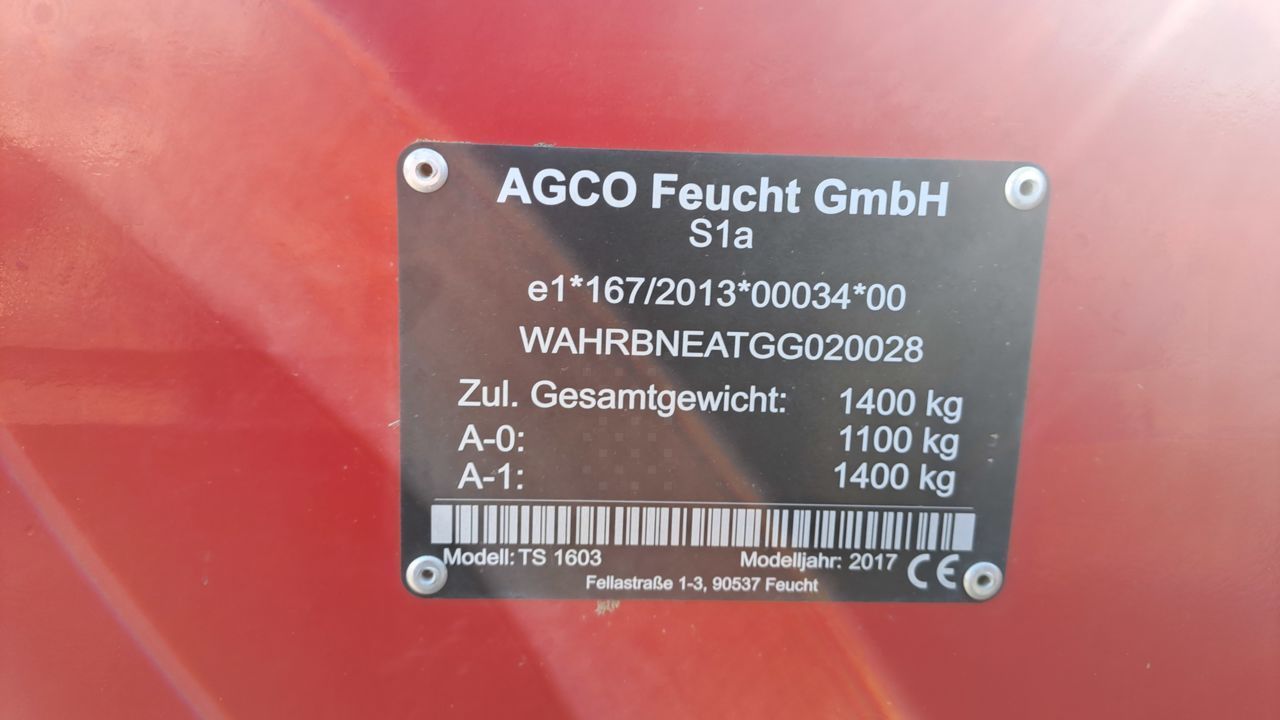 AGCO Feucht GmbH
S1a
e1*167/2013*00034*00
WAHRBNEATGG020028
Zul. Gesamtgewicht: 1400 kg
A-0: 1100 kg
A-1: 1400 kg
Modell: TS 1603 Modelljahr: 2017 CE
Fellastraße 1-3, 90537 Feucht